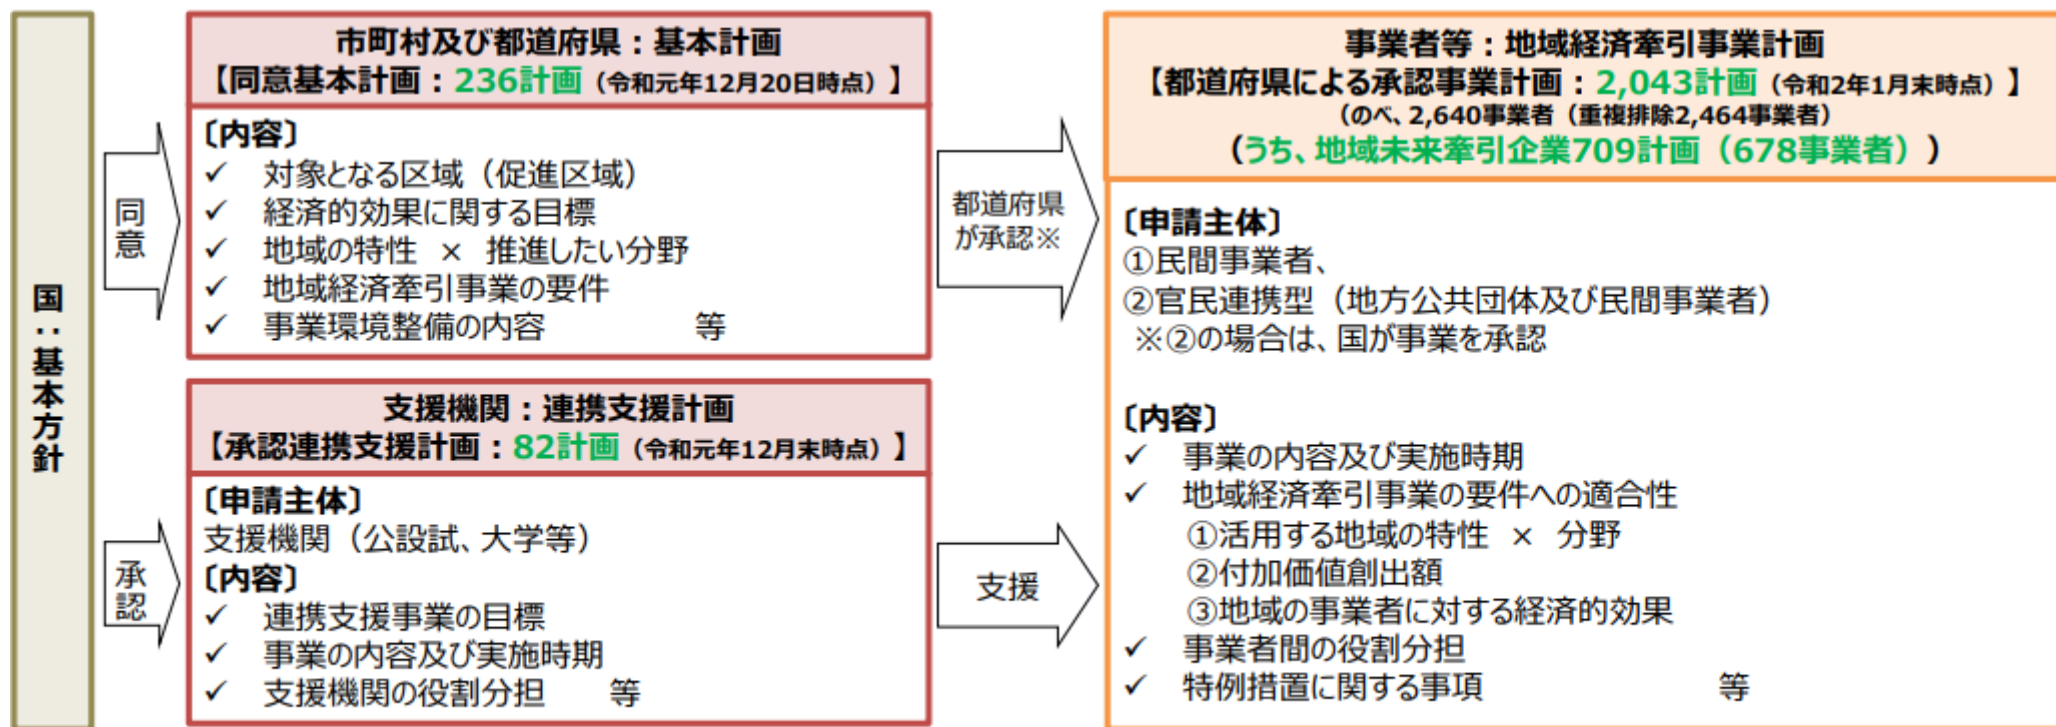 国：基本方針
同意
市町村及び都道府県：基本計画
【同意基本計画：236計画（令和元年12月20日時点）】
〔内容〕
✓ 対象となる区域（促進区域）
✓ 経済的効果に関する目標
✓ 地域の特性 × 推進したい分野
✓ 地域経済牽引事業の要件
✓ 事業環境整備の内容 等
承認
支援機関：連携支援計画
【承認連携支援計画：82計画（令和元年12月末時点）】
〔申請主体〕
支援機関（公設試、大学等）
〔内容〕
✓ 連携支援事業の目標
✓ 事業の内容及び実施時期
✓ 支援機関の役割分担 等
都道府県
が承認※
支援
事業者等：地域経済牽引事業計画
【都道府県による承認事業計画：2,043計画（令和2年1月末時点）】
（のべ、2,640事業者（重複排除2,464事業者）
（うち、地域未来牽引企業709計画（678事業者））
〔申請主体〕
①民間事業者、
②官民連携型（地方公共団体及び民間事業者）
※②の場合は、国が事業を承認
〔内容〕
✓ 事業の内容及び実施時期
✓ 地域経済牽引事業の要件への適合性
①活用する地域の特性 × 分野
②付加価値創出額
③地域の事業者に対する経済的効果
✓ 事業者間の役割分担
✓ 特例措置に関する事項 等